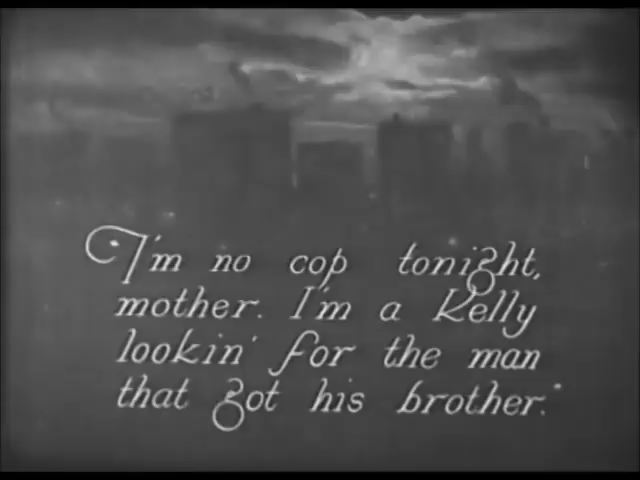 I'm no cop tonight,
mother. I'm a Kelly
lookin' for the man
that got his brother."